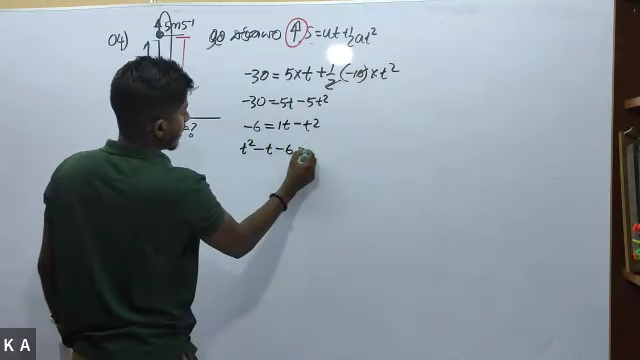 04) 5ms⁻¹ ↑ S=ut+½at²
-30 = 5×t + 1/2 (-10)×t²
-30 = 5t - 5t²
-6 = 1t - t²
t² - t - 6 =
=?
K A